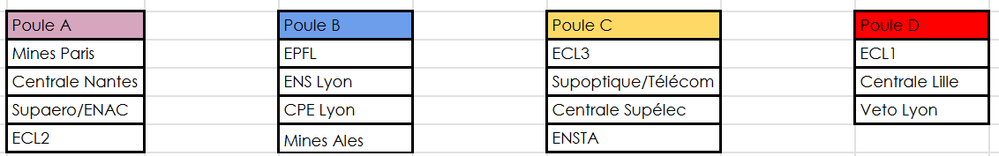 Poule A
Mines Paris
Centrale Nantes
Supaero/ENAC
ECL2
Poule B
EPFL
ENS Lyon
CPE Lyon
Mines Ales
Poule C
ECL3
Supoptique/Télécom
Centrale Supélec
ENSTA
Poule D
ECL1
Centrale Lille
Veto Lyon